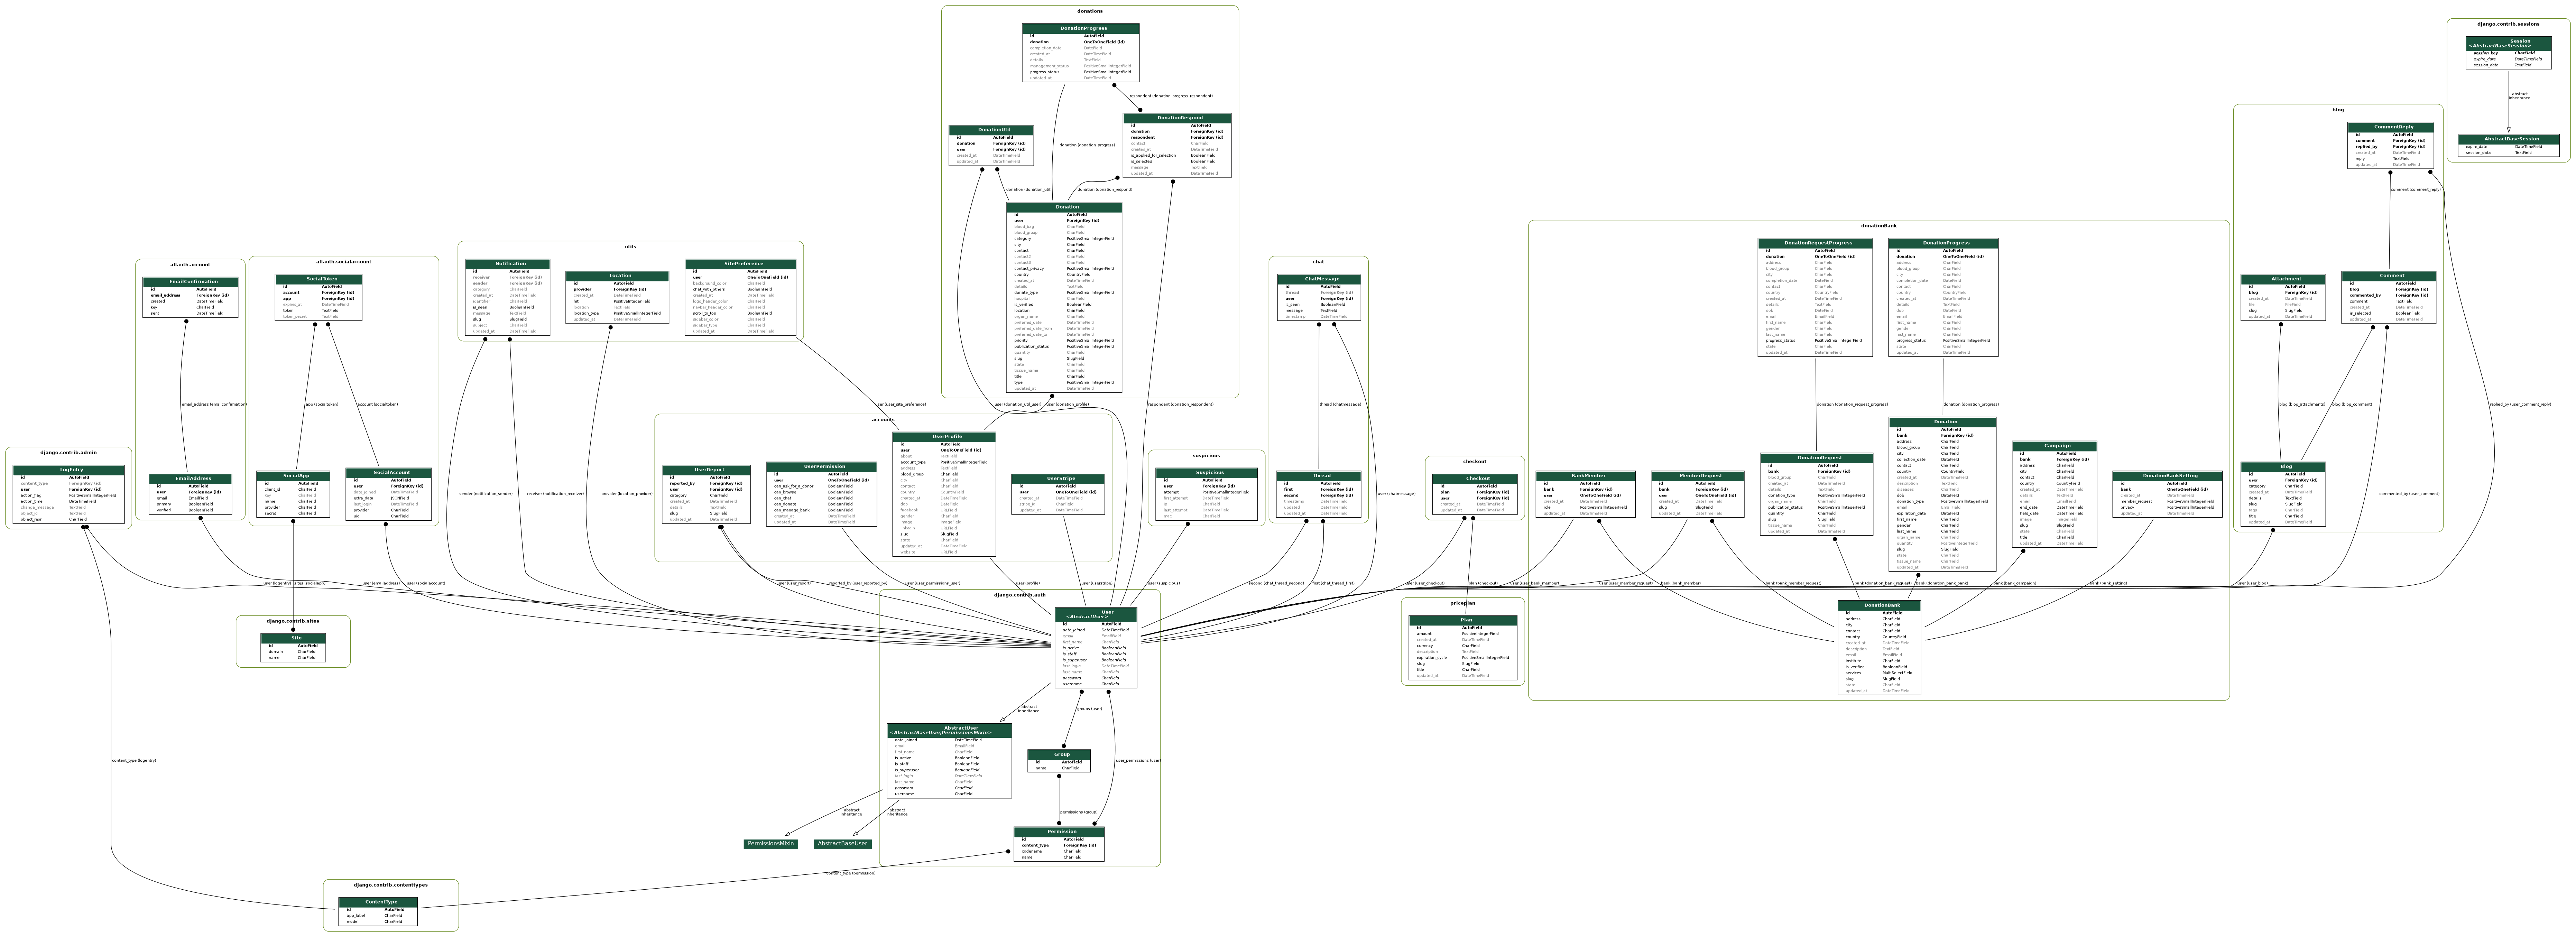 donations
DonationProgress
id AutoField
donation OneToOneField (id)
completion_date DateField
created_at DateTimeField
details TextField
management_status PositiveSmallIntegerField
progress_status PositiveSmallIntegerField
updated_at DateTimeField
respondent (donation_progress_respondent)
donation (donation_progress)
DonationUtil
id AutoField
donation ForeignKey (id)
user ForeignKey (id)
created_at DateTimeField
updated_at DateTimeField
DonationRespond
id AutoField
donation ForeignKey (id)
respondent ForeignKey (id)
contact CharField
created_at DateTimeField
is_applied_for_selection BooleanField
is_selected BooleanField
message TextField
updated_at DateTimeField
donation (donation_util)
donation (donation_respond)
Donation
id AutoField
user ForeignKey (id)
blood_bag CharField
blood_group CharField
category PositiveSmallIntegerField
city CharField
contact CharField
contact2 CharField
contact3 CharField
contact_privacy PositiveSmallIntegerField
country CountryField
created_at DateTimeField
details TextField
donate_type PositiveSmallIntegerField
hospital CharField
is_verified BooleanField
location CharField
organ_name CharField
preferred_date DateTimeField
preferred_date_from DateTimeField
preferred_date_to DateTimeField
priority PositiveSmallIntegerField
publication_status PositiveSmallIntegerField
quantity CharField
slug SlugField
state CharField
tissue_name CharField
title CharField
type PositiveSmallIntegerField
updated_at DateTimeField
django.contrib.sessions
Session
<AbstractBaseSession>
session_key CharField
expire_date DateTimeField
session_data TextField
abstract
inheritance
AbstractBaseSession
expire_date DateTimeField
session_data TextField
blog
CommentReply
id AutoField
comment ForeignKey (id)
replied_by ForeignKey (id)
created_at DateTimeField
reply TextField
updated_at DateTimeField
comment (comment_reply)
Attachment
id AutoField
blog ForeignKey (id)
created_at DateTimeField
file FileField
slug SlugField
Comment
id AutoField
blog ForeignKey (id)
commented_by ForeignKey (id)
comment TextField
created_at DateTimeField
is_selected BooleanField
updated_at DateTimeField
blog (blog_attachments)
blog (blog_comment)
replied_by (user_comment_reply)
Blog
id AutoField
user ForeignKey (id)
category CharField
created_at DateTimeField
details TextField
slug SlugField
tags CharField
title CharField
updated_at DateTimeField
commented_by (user_comment)
user (user_blog)
utils
Notification
id AutoField
receiver ForeignKey (id)
sender ForeignKey (id)
category CharField
created_at DateTimeField
identifier CharField
is_seen BooleanField
message TextField
slug SlugField
subject CharField
updated_at DateTimeField
Location
id AutoField
provider ForeignKey (id)
created_at DateTimeField
hit PositiveIntegerField
location TextField
location_type PositiveSmallIntegerField
updated_at DateTimeField
SitePreference
id AutoField
user OneToOneField (id)
background_color CharField
chat_with_others BooleanField
created_at DateTimeField
logo_header_color CharField
navbar_header_color CharField
scroll_to_top BooleanField
sidebar_color CharField
sidebar_type CharField
updated_at DateTimeField
user (user_site_preference)
user (donation_util_user)
user (donation_profile)
respondent (donation_respondent)
sender (notification_sender)
receiver (notification_receiver)
provider (location_provider)
allauth.account
EmailConfirmation
id AutoField
email_address ForeignKey (id)
created DateTimeField
key CharField
sent DateTimeField
email_address (emailconfirmation)
EmailAddress
id AutoField
user ForeignKey (id)
email EmailField
primary BooleanField
verified BooleanField
user (emailaddress)
allauth.socialaccount
SocialToken
id AutoField
account ForeignKey (id)
app ForeignKey (id)
expires_at DateTimeField
token TextField
token_secret TextField
app (socialtoken)
account (socialtoken)
SocialApp
id AutoField
client_id CharField
key CharField
name CharField
provider CharField
secret CharField
SocialAccount
id AutoField
user ForeignKey (id)
date_joined DateTimeField
extra_data JSONField
last_login DateTimeField
provider CharField
uid CharField
sites (socialapp)
user (socialaccount)
django.contrib.admin
LogEntry
id AutoField
content_type ForeignKey (id)
user ForeignKey (id)
action_flag PositiveSmallIntegerField
action_time DateTimeField
change_message TextField
object_id TextField
object_repr CharField
user (logentry)
content_type (logentry)
django.contrib.sites
Site
id AutoField
domain CharField
name CharField
accounts
UserReport
id AutoField
reported_by ForeignKey (id)
user ForeignKey (id)
category CharField
created_at DateTimeField
details TextField
slug SlugField
updated_at DateTimeField
UserPermission
id AutoField
user OneToOneField (id)
can_ask_for_a_donor BooleanField
can_browse BooleanField
can_chat BooleanField
can_donate BooleanField
can_manage_bank BooleanField
created_at DateTimeField
updated_at DateTimeField
UserProfile
id AutoField
user OneToOneField (id)
about TextField
account_type PositiveSmallIntegerField
address TextField
blood_group CharField
city CharField
contact CharField
country CountryField
created_at DateTimeField
dob DateField
facebook URLField
gender CharField
image ImageField
linkedin URLField
slug SlugField
state CharField
updated_at DateTimeField
website URLField
UserStripe
id AutoField
user OneToOneField (id)
created_at DateTimeField
stripe_id CharField
updated_at DateTimeField
user (user_report)
reported_by (user_reported_by)
user (user_permissions_user)
user (profile)
user (userstripe)
suspicious
Suspicious
id AutoField
user ForeignKey (id)
attempt PositiveSmallIntegerField
first_attempt DateTimeField
ip CharField
last_attempt DateTimeField
mac CharField
user (suspicious)
chat
ChatMessage
id AutoField
thread ForeignKey (id)
user ForeignKey (id)
is_seen BooleanField
message TextField
timestamp DateTimeField
thread (chatmessage)
Thread
id AutoField
first ForeignKey (id)
second ForeignKey (id)
timestamp DateTimeField
updated DateTimeField
second (chat_thread_second)
first (chat_thread_first)
user (chatmessage)
checkout
Checkout
id AutoField
plan ForeignKey (id)
user ForeignKey (id)
created_at DateTimeField
updated_at DateTimeField
user (user_checkout)
plan (checkout)
priceplan
Plan
id AutoField
amount PositiveIntegerField
created_at DateTimeField
currency CharField
description TextField
expiration_cycle PositiveSmallIntegerField
slug SlugField
title CharField
updated_at DateTimeField
donationBank
DonationRequestProgress
id AutoField
donation OneToOneField (id)
address CharField
blood_group CharField
city CharField
completion_date DateTimeField
contact CharField
country CountryField
created_at DateTimeField
details TextField
dob DateField
email EmailField
first_name CharField
gender CharField
last_name CharField
progress_status PositiveSmallIntegerField
state CharField
updated_at DateTimeField
DonationProgress
id AutoField
donation OneToOneField (id)
address CharField
blood_group CharField
city CharField
completion_date DateTimeField
contact CharField
country CountryField
created_at DateTimeField
details TextField
dob DateField
email EmailField
first_name CharField
gender CharField
last_name CharField
progress_status PositiveSmallIntegerField
state CharField
updated_at DateTimeField
donation (donation_request_progress)
donation (donation_progress)
BankMember
id AutoField
bank ForeignKey (id)
user OneToOneField (id)
created_at DateTimeField
role PositiveSmallIntegerField
updated_at DateTimeField
MemberRequest
id AutoField
bank ForeignKey (id)
user OneToOneField (id)
created_at DateTimeField
slug SlugField
updated_at DateTimeField
DonationRequest
id AutoField
bank ForeignKey (id)
blood_group CharField
created_at DateTimeField
details TextField
donation_type PositiveSmallIntegerField
organ_name CharField
publication_status PositiveSmallIntegerField
quantity CharField
slug SlugField
tissue_name CharField
updated_at DateTimeField
Donation
id AutoField
bank ForeignKey (id)
address CharField
blood_group CharField
city CharField
collection_date DateField
contact CharField
country CountryField
created_at DateTimeField
description TextField
diseases CharField
dob DateField
donation_type PositiveSmallIntegerField
email EmailField
expiration_date DateField
first_name CharField
gender CharField
last_name CharField
organ_name CharField
quantity PositiveIntegerField
slug SlugField
state CharField
tissue_name CharField
updated_at DateTimeField
Campaign
id AutoField
bank ForeignKey (id)
address CharField
city CharField
contact CharField
country CountryField
created_at DateTimeField
details TextField
email EmailField
end_date DateTimeField
held_date DateTimeField
image ImageField
slug SlugField
state CharField
title CharField
updated_at DateTimeField
DonationBankSetting
id AutoField
bank OneToOneField (id)
created_at DateTimeField
member_request PositiveSmallIntegerField
privacy PositiveSmallIntegerField
updated_at DateTimeField
user (user_bank_member)
user (user_member_request)
bank (bank_member)
bank (bank_member_request)
bank (donation_bank_request)
bank (donation_bank_bank)
bank (bank_campaign)
bank (bank_setting)
DonationBank
id AutoField
address CharField
city CharField
contact CharField
country CountryField
created_at DateTimeField
description TextField
email EmailField
institute CharField
is_verified BooleanField
services MultiSelectField
slug SlugField
state CharField
updated_at DateTimeField
django.contrib.auth
User
<AbstractUser>
id AutoField
date_joined DateTimeField
email EmailField
first_name CharField
is_active BooleanField
is_staff BooleanField
is_superuser BooleanField
last_login DateTimeField
last_name CharField
password CharField
username CharField
abstract
inheritance
groups (user)
user_permissions (user)
AbstractUser
<AbstractBaseUser,PermissionsMixin>
date_joined DateTimeField
email EmailField
first_name CharField
is_active BooleanField
is_staff BooleanField
is_superuser BooleanField
last_login DateTimeField
last_name CharField
password CharField
username CharField
Group
id AutoField
name CharField
abstract
inheritance
abstract
inheritance
permissions (group)
PermissionsMixin
AbstractBaseUser
Permission
id AutoField
content_type ForeignKey (id)
codename CharField
name CharField
content_type (permission)
django.contrib.contenttypes
ContentType
id AutoField
app_label CharField
model CharField